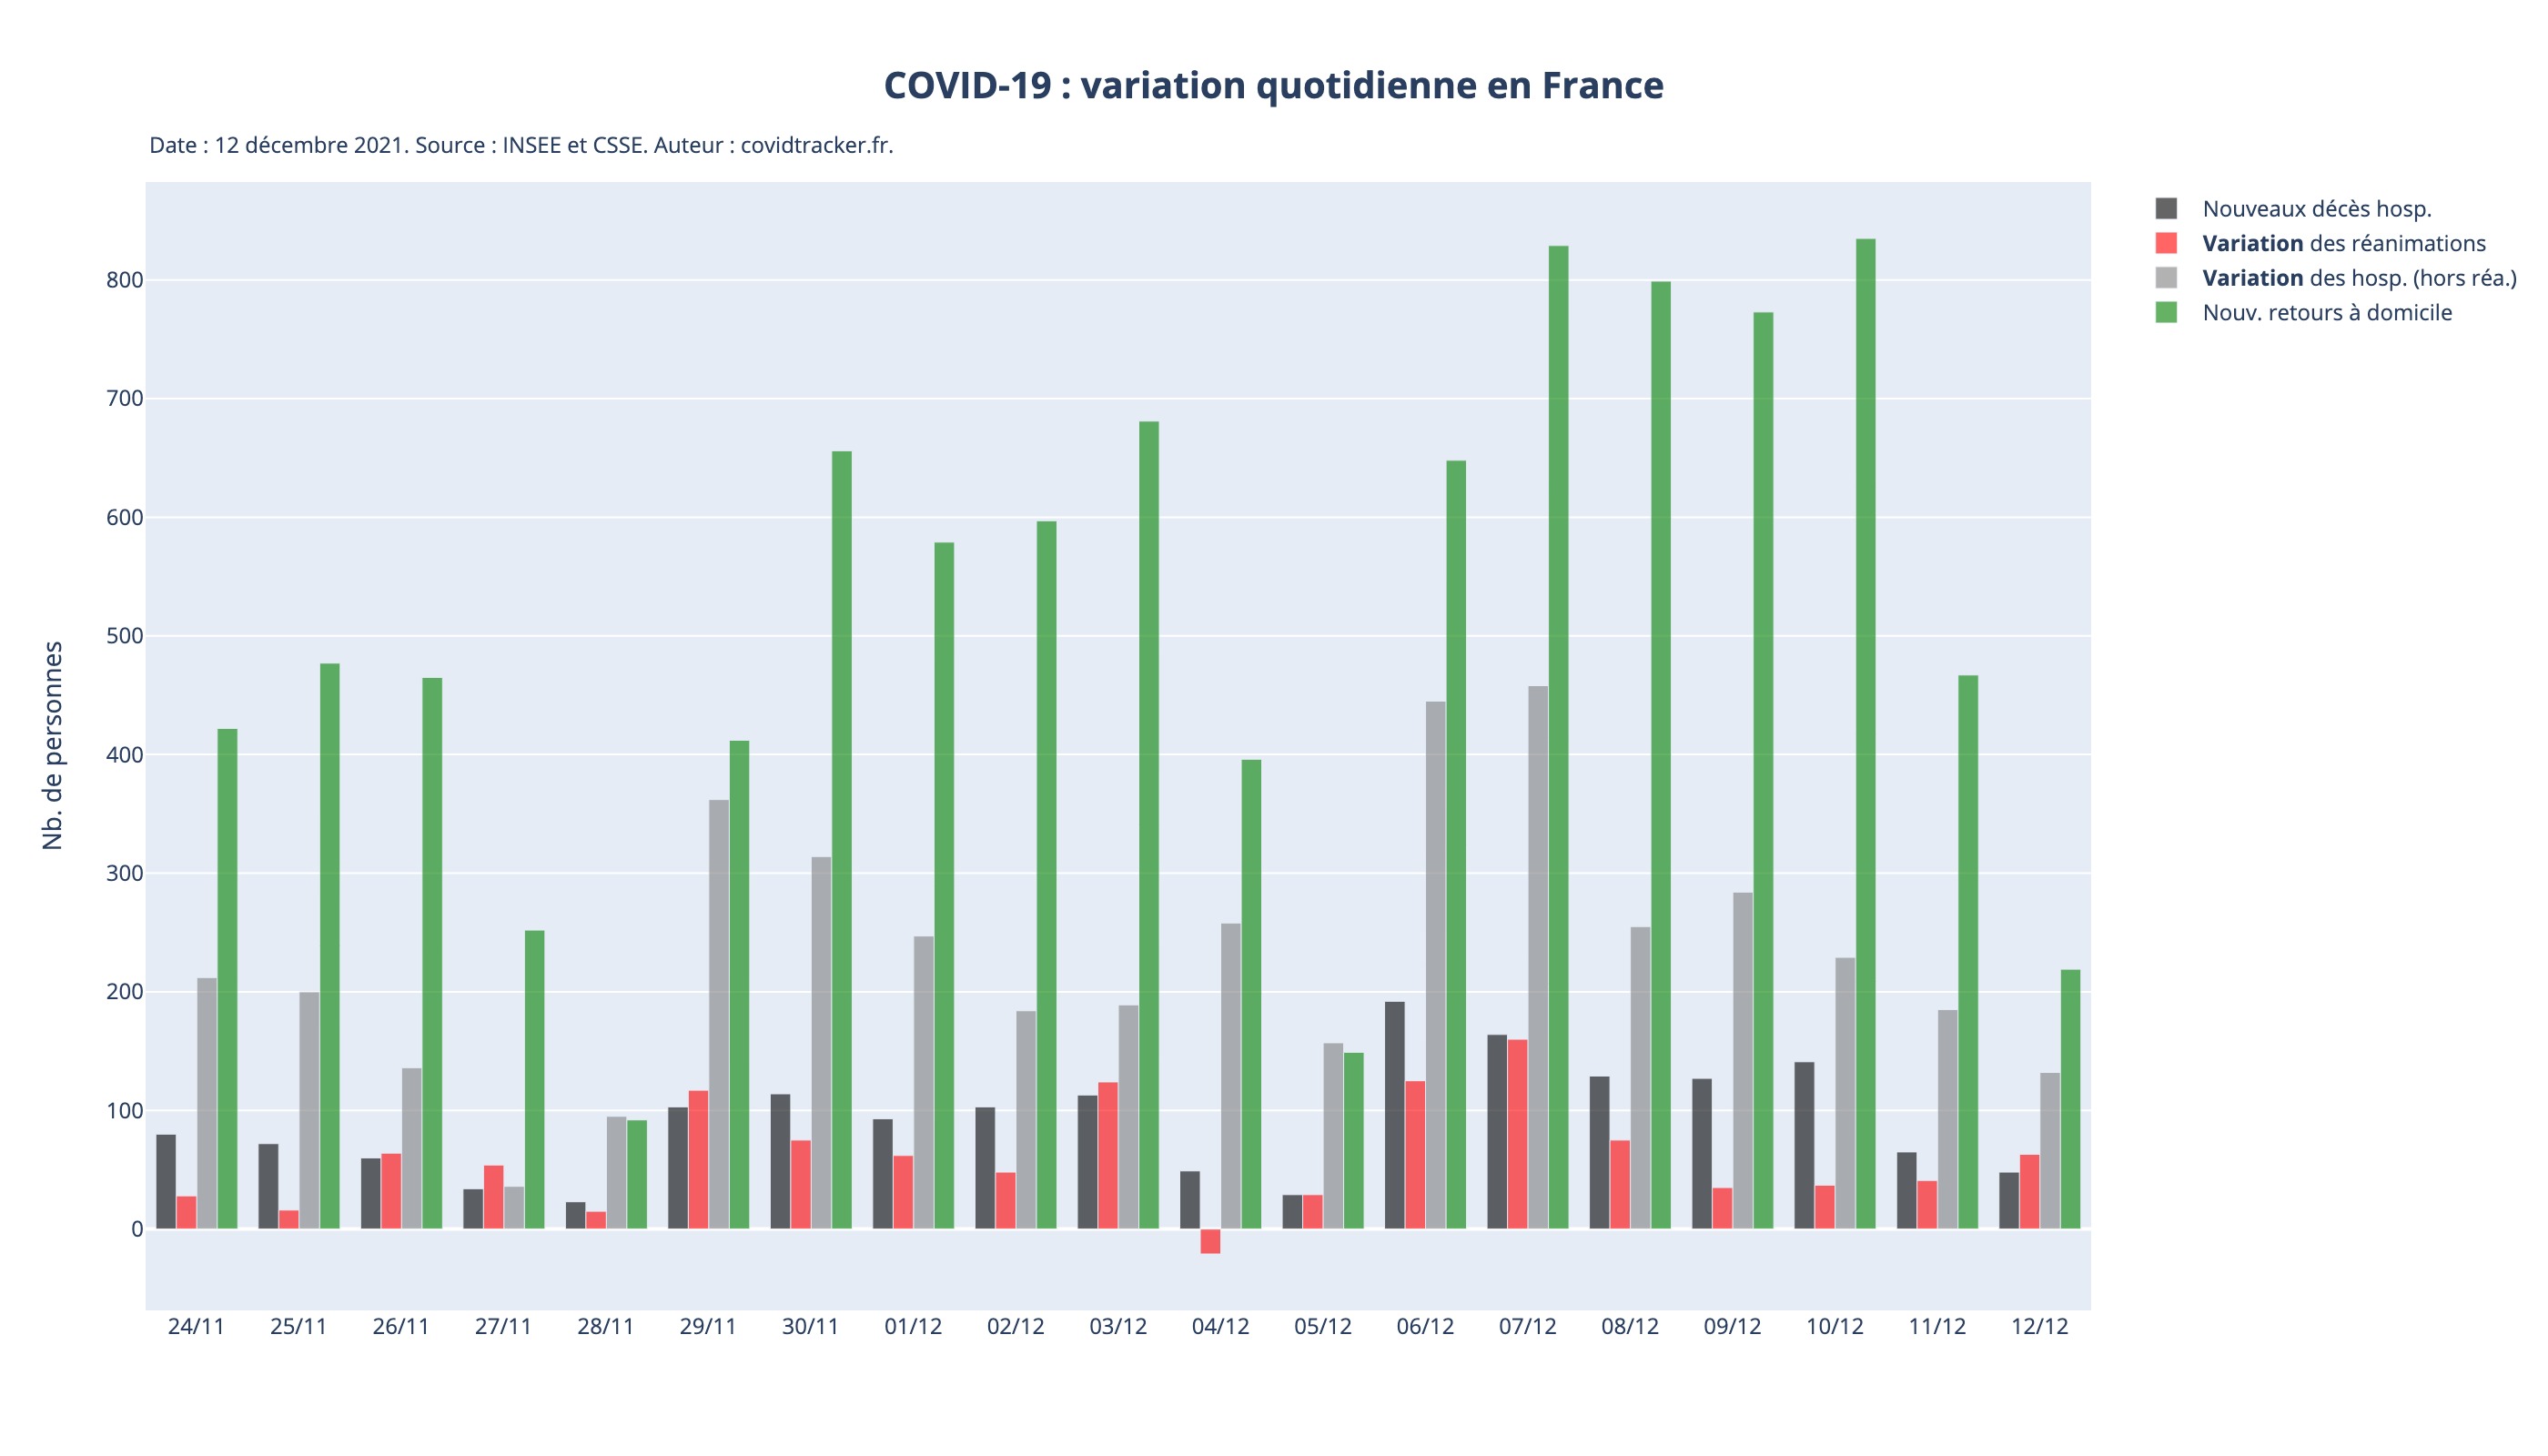 COVID-19 : variation quotidienne en France
Date : 12 décembre 2021. Source : INSEE et CSSE. Auteur : covidtracker.fr.
Nouveaux décès hosp.
Variation des réanimations
Variation des hosp. (hors réa.)
Nouv. retours à domicile
Nb. de personnes
800
700
600
500
400
300
200
100
0
24/11 25/11 26/11 27/11 28/11 29/11 30/11 01/12 02/12 03/12 04/12 05/12 06/12 07/12 08/12 09/12 10/12 11/12 12/12